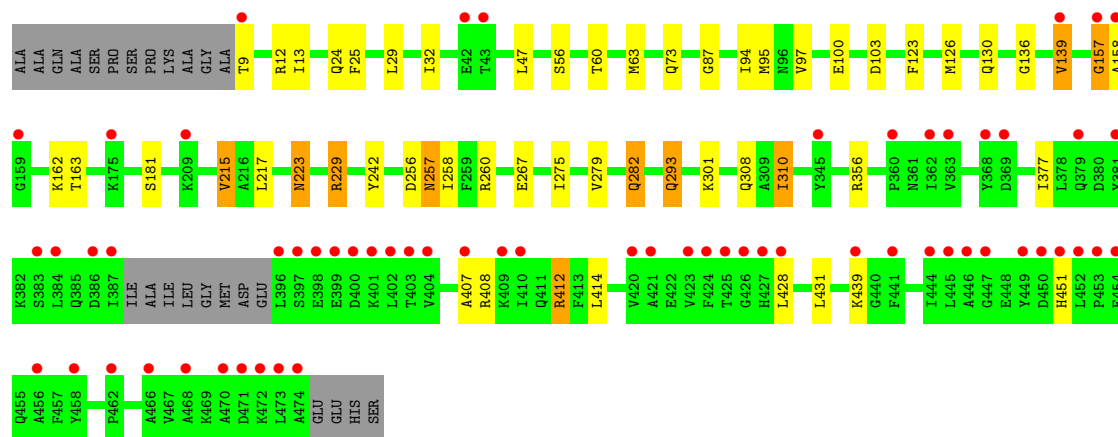 ALA ALA GLN ALA SER PRO SER PRO LYS ALA GLY ALA T9 R12 I13 Q24 F25 L29 I32 E42 T43 L47 S56 T60 M63 Q73 G87 I94 M95 N96 V97 E100 D103 F123 M126 Q130 G136 V139 G157 A158
G159 K162 T163 K175 S181 K209 V215 A216 L217 N223 R229 Y242 D256 N257 I258 F259 R260 E267 I275 V279 Q282 Q293 K301 Q308 A309 I310 Y345 R356 P360 N361 I362 V363 Y368 D369 I377 L378 Q379 D380
K382 S383 L384 Q385 D386 I387 ILE ALA ILE LEU GLY MET ASP GLU L396 S397 E398 E399 D400 K401 L402 T403 V404 A407 R408 K409 I410 Q411 R412 F413 L414 V420 A421 E422 V423 F424 T425 G426 H427 L428 L431 K439 G440 F441 I444 L445 A446 G447 E448 Y449 D450 H451 L452 P453
Q455 A456 F457 Y458 P462 A466 V467 A468 K469 A470 D471 K472 L473 A474 GLU GLU HIS SER